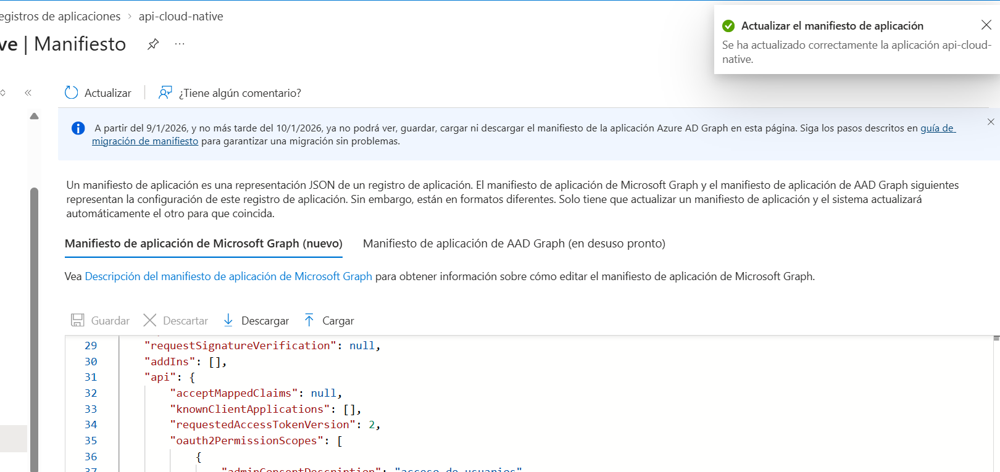 egistros de aplicaciones > api-cloud-native
ve | Manifiesto ...
Actualizar el manifiesto de aplicación
Se ha actualizado correctamente la aplicación api-cloud-
native.
Actualizar
¿Tiene algún comentario?
A partir del 9/1/2026, y no más tarde del 10/1/2026, ya no podrá ver, guardar, cargar ni descargar el manifiesto de la aplicación Azure AD Graph en esta página. Siga los pasos descritos en guía de
migración de manifiesto para garantizar una migración sin problemas.
Un manifiesto de aplicación es una representación JSON de un registro de aplicación. El manifiesto de aplicación de Microsoft Graph y el manifiesto de aplicación de AAD Graph siguientes
representan la configuración de este registro de aplicación. Sin embargo, están en formatos diferentes. Solo tiene que actualizar un manifiesto de aplicación y el sistema actualizará
automáticamente el otro para que coincida.
Manifiesto de aplicación de Microsoft Graph (nuevo)
Manifiesto de aplicación de AAD Graph (en desuso pronto)
Vea Descripción del manifiesto de aplicación de Microsoft Graph para obtener información sobre cómo editar el manifiesto de aplicación de Microsoft Graph.
Guardar
Descartar
Descargar
Cargar
29 "requestSignatureVerification": null,
30 "addIns": [],
31 "api": {
32 "acceptMappedClaims": null,
33 "knownClientApplications": [],
34 "requestedAccessTokenVersion": 2,
35 "oauth2PermissionScopes": [
36 {
37 "adminConsentDescription": "acceso de usuarios"